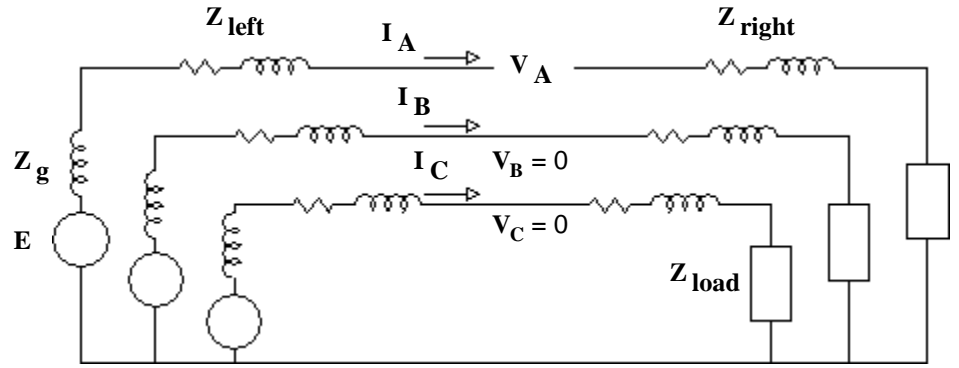 Z left
I A
Z right
V A
I B
Z g
I C
V B = 0
E
V C = 0
Z load